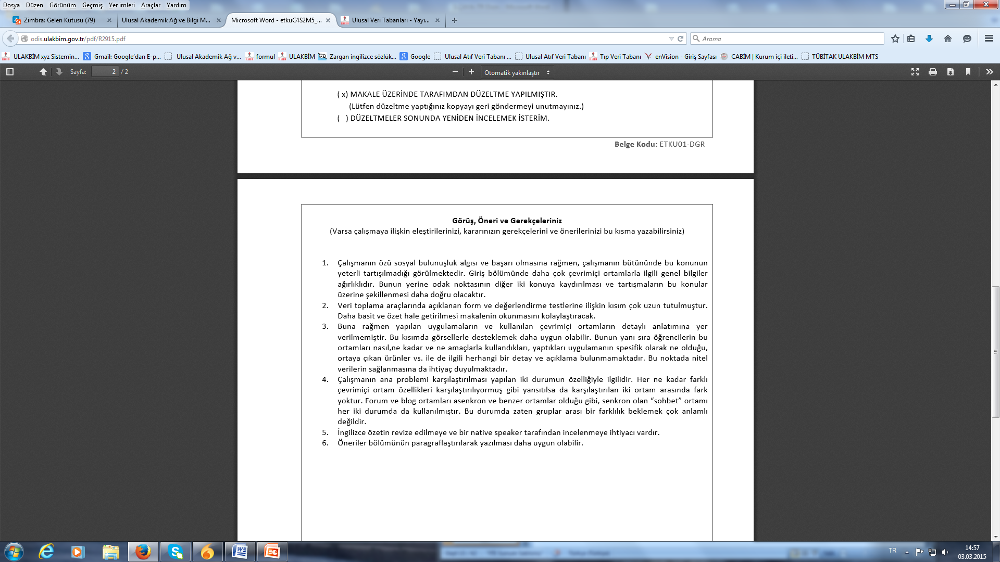 Dosya Düzen Görünüm Geçmiş Yer imleri Araçlar Yardım
Zimbra: Gelen Kutusu (79)
Ulusal Akademik Ağ ve Bilgi M...
Microsoft Word - etkuC4S2M5_...
Ulusal Veri Tabanları - Yayı...
odis.ulakbim.gov.tr/pdf/R2915.pdf
Arama
ULAKBİM xyz Sistemin... Gmail: Google'dan E-p... Ulusal Akademik Ağ v... formul ULAKBİM Zargan ingilizce sözlük... Google Ulusal Atıf Veri Tabanı ... Ulusal Atıf Veri Tabanı Tıp Veri Tabanı enVision - Giriş Sayfası CABİM | Kurum içi ileti... TÜBİTAK ULAKBİM MTS
Sayfa: 2 / 2
Otomatik yakınlaştır
( x) MAKALE ÜZERİNDE TARAFIMDAN DÜZELTME YAPILMIŞTIR.
(Lütfen düzeltme yaptığınız kopyayı geri göndermeyi unutmayınız.)
( ) DÜZELTMELER SONUNDA YENİDEN İNCELEMEK İSTERİM.
Belge Kodu: ETKU01-DGR
Görüş, Öneri ve Gerekçeleriniz
(Varsa çalışmaya ilişkin eleştirilerinizi, kararınızın gerekçelerini ve önerilerinizi bu kısma yazabilirsiniz)
1. Çalışmanın özü sosyal bulunuşluk algısı ve başarı olmasına rağmen, çalışmanın bütününde bu konunun
yeterli tartışılmadığı görülmektedir. Giriş bölümünde daha çok çevrimiçi ortamlarla ilgili genel bilgiler
ağırlıklıdır. Bunun yerine odak noktasının diğer iki konuya kaydırılması ve tartışmaların bu konular
üzerine şekillenmesi daha doğru olacaktır.
2. Veri toplama araçlarında açıklanan form ve değerlendirme testlerine ilişkin kısım çok uzun tutulmuştur.
Daha basit ve özet hale getirilmesi makalenin okunmasını kolaylaştıracak.
3. Buna rağmen yapılan uygulamaların ve kullanılan çevrimiçi ortamların detaylı anlatımına yer
verilmemiştir. Bu kısımda görsellerle desteklemek daha uygun olabilir. Bunun yanı sıra öğrencilerin bu
ortamları nasıl,ne kadar ve ne amaçlarla kullandıkları, yaptıkları uygulamanın spesifik olarak ne olduğu,
ortaya çıkan ürünler vs. ile de ilgili herhangi bir detay ve açıklama bulunmamaktadır. Bu noktada nitel
verilerin sağlanmasına da ihtiyaç duyulmaktadır.
4. Çalışmanın ana problemi karşılaştırılması yapılan iki durumun özelliğiyle ilgilidir. Her ne kadar farklı
çevrimiçi ortam özellikleri karşılaştırılıyormuş gibi yansıtılsa da karşılaştırılan iki ortam arasında fark
yoktur. Forum ve blog ortamları asenkron ve benzer ortamlar olduğu gibi, senkron olan “sohbet” ortamı
her iki durumda da kullanılmıştır. Bu durumda zaten gruplar arası bir farklılık beklemek çok anlamlı
değildir.
5. İngilizce özetin revize edilmeye ve bir native speaker tarafından incelenmeye ihtiyacı vardır.
6. Öneriler bölümünün paragraflaştırılarak yazılması daha uygun olabilir.
TR
14:57
03.03.2015